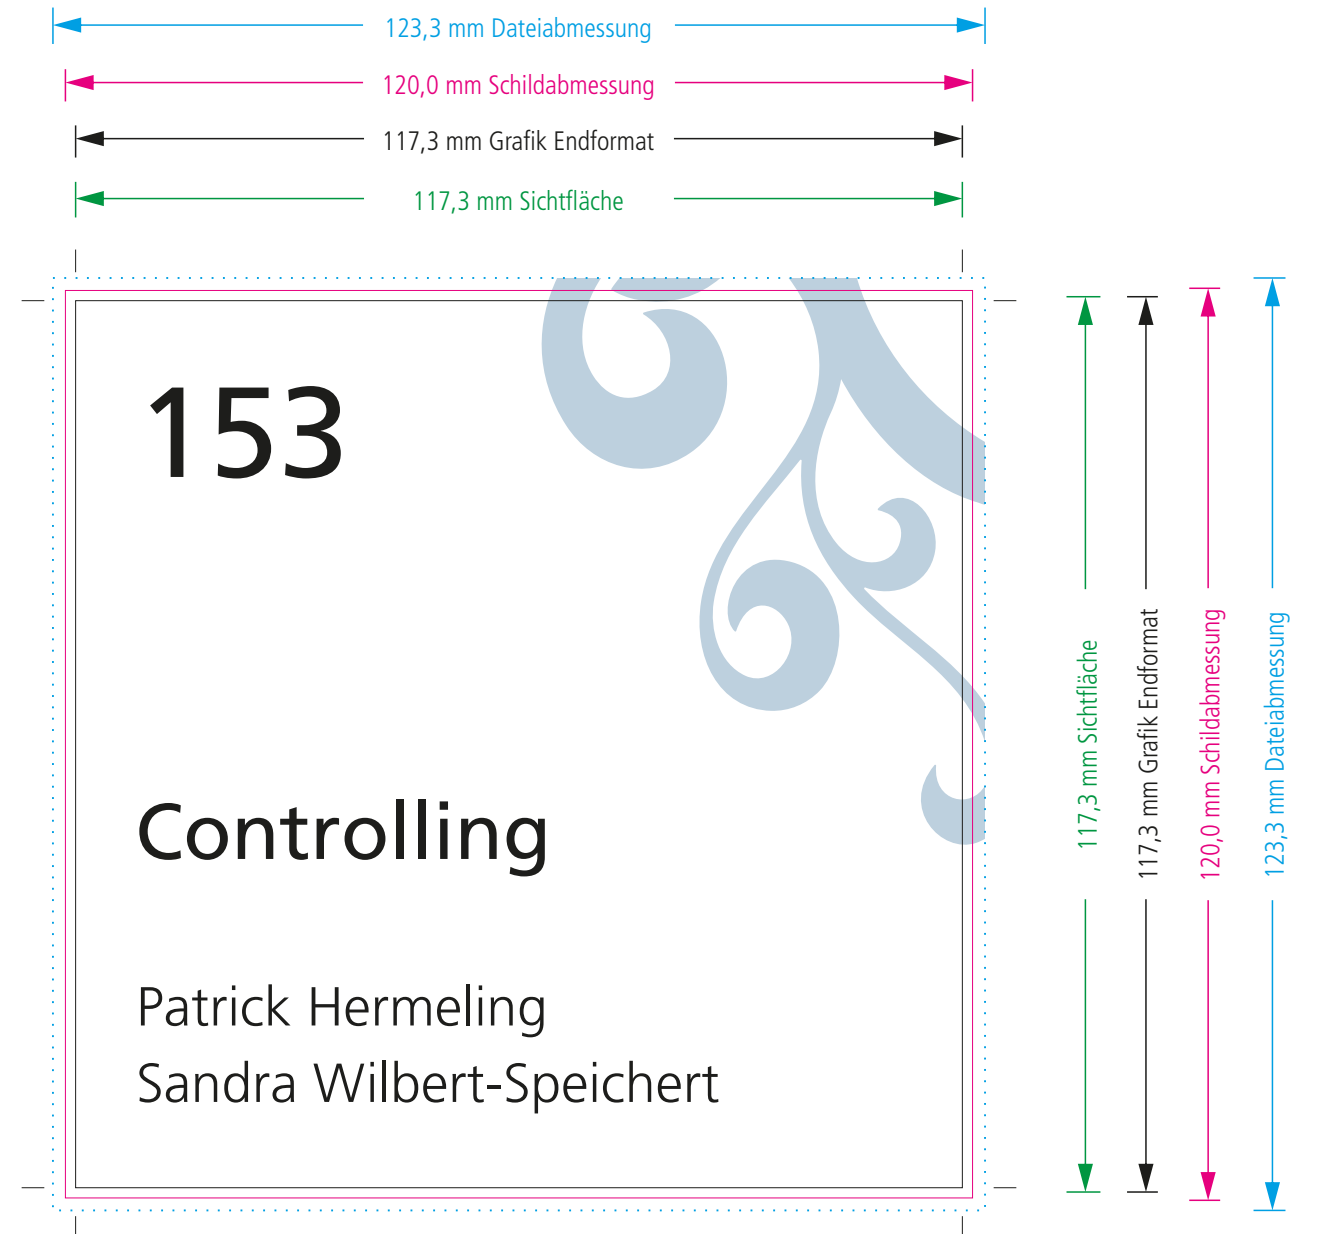 123,3 mm Dateiabmessung
120,0 mm Schildabmessung
117,3 mm Grafik Endformat
117,3 mm Sichtfläche
153
Controlling
Patrick Hermeling
Sandra Wilbert-Speichert
117,3 mm Sichtfläche
117,3 mm Grafik Endformat
120,0 mm Schildabmessung
123,3 mm Dateiabmessung